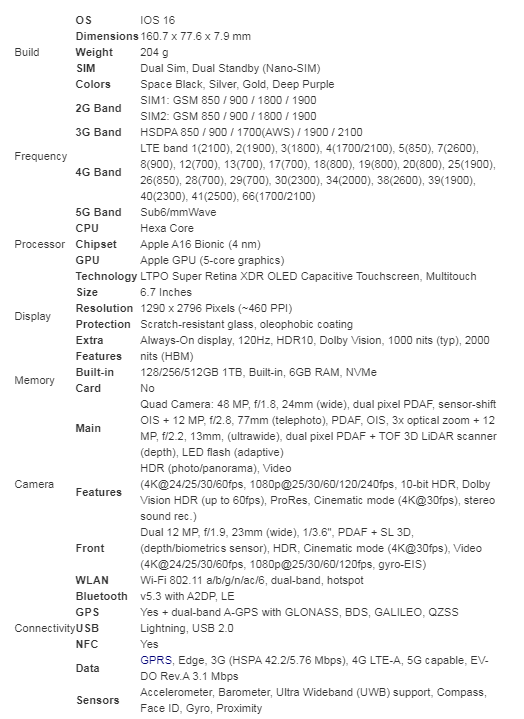 OS IOS 16
Dimensions 160.7 x 77.6 x 7.9 mm
Build Weight 204 g
SIM Dual Sim, Dual Standby (Nano-SIM)
Colors Space Black, Silver, Gold, Deep Purple
2G Band SIM1: GSM 850 / 900 / 1800 / 1900
SIM2: GSM 850 / 900 / 1800 / 1900
3G Band HSDPA 850 / 900 / 1700(AWS) / 1900 / 2100
Frequency
4G Band LTE band 1(2100), 2(1900), 3(1800), 4(1700/2100), 5(850), 7(2600),
8(900), 12(700), 13(700), 17(700), 18(800), 19(800), 20(800), 25(1900),
26(850), 28(700), 29(700), 30(2300), 34(2000), 38(2600), 39(1900),
40(2300), 41(2500), 66(1700/2100)
5G Band Sub6/mmWave
CPU Hexa Core
Processor Chipset Apple A16 Bionic (4 nm)
GPU Apple GPU (5-core graphics)
Technology LTPO Super Retina XDR OLED Capacitive Touchscreen, Multitouch
Size 6.7 Inches
Display Resolution 1290 x 2796 Pixels (~460 PPI)
Protection Scratch-resistant glass, oleophobic coating
Extra Features Always-On display, 120Hz, HDR10, Dolby Vision, 1000 nits (typ), 2000
nits (HBM)
Memory Built-in 128/256/512GB 1TB, Built-in, 6GB RAM, NVMe
Card No
Main Quad Camera: 48 MP, f/1.8, 24mm (wide), dual pixel PDAF, sensor-shift
OIS + 12 MP, f/2.8, 77mm (telephoto), PDAF, OIS, 3x optical zoom + 12
MP, f/2.2, 13mm, (ultrawide), dual pixel PDAF + TOF 3D LiDAR scanner
(depth), LED flash (adaptive)
Camera Features HDR (photo/panorama), Video
(4K@24/25/30/60fps, 1080p@25/30/60/120/240fps, 10-bit HDR, Dolby
Vision HDR (up to 60fps), ProRes, Cinematic mode (4K@30fps), stereo
sound rec.)
Front Dual 12 MP, f/1.9, 23mm (wide), 1/3.6", PDAF + SL 3D,
(depth/biometrics sensor), HDR, Cinematic mode (4K@30fps), Video
(4K@24/25/30/60fps, 1080p@25/30/60/120fps, gyro-EIS)
WLAN Wi-Fi 802.11 a/b/g/n/ac/6, dual-band, hotspot
Bluetooth v5.3 with A2DP, LE
GPS Yes + dual-band A-GPS with GLONASS, BDS, GALILEO, QZSS
Connectivity USB Lightning, USB 2.0
NFC Yes
Data GPRS, Edge, 3G (HSPA 42.2/5.76 Mbps), 4G LTE-A, 5G capable, EV-
DO Rev.A 3.1 Mbps
Sensors Accelerometer, Barometer, Ultra Wideband (UWB) support, Compass,
Face ID, Gyro, Proximity